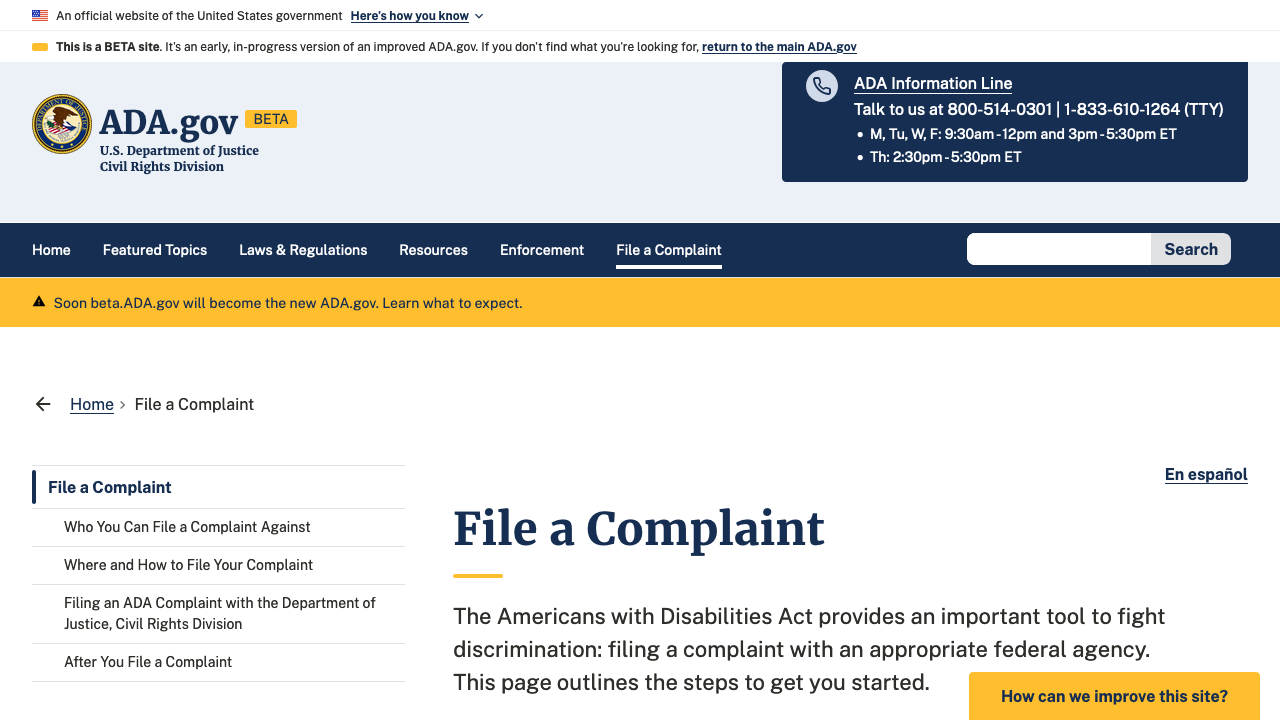 An official website of the United States government Here's how you know
This is a BETA site. It's an early, in-progress version of an improved ADA.gov. If you don't find what you're looking for, return to the main ADA.gov
ADA.gov BETA
U.S. Department of Justice
Civil Rights Division
ADA Information Line
Talk to us at 800-514-0301 | 1-833-610-1264 (TTY)
• M, Tu, W, F: 9:30am - 12pm and 3pm - 5:30pm ET
• Th: 2:30pm - 5:30pm ET
Home Featured Topics Laws & Regulations Resources Enforcement File a Complaint Search
Soon beta.ADA.gov will become the new ADA.gov. Learn what to expect.
Home › File a Complaint
File a Complaint
Who You Can File a Complaint Against
Where and How to File Your Complaint
Filing an ADA Complaint with the Department of
Justice, Civil Rights Division
After You File a Complaint
En español
File a Complaint
The Americans with Disabilities Act provides an important tool to fight
discrimination: filing a complaint with an appropriate federal agency.
This page outlines the steps to get you started.
How can we improve this site?